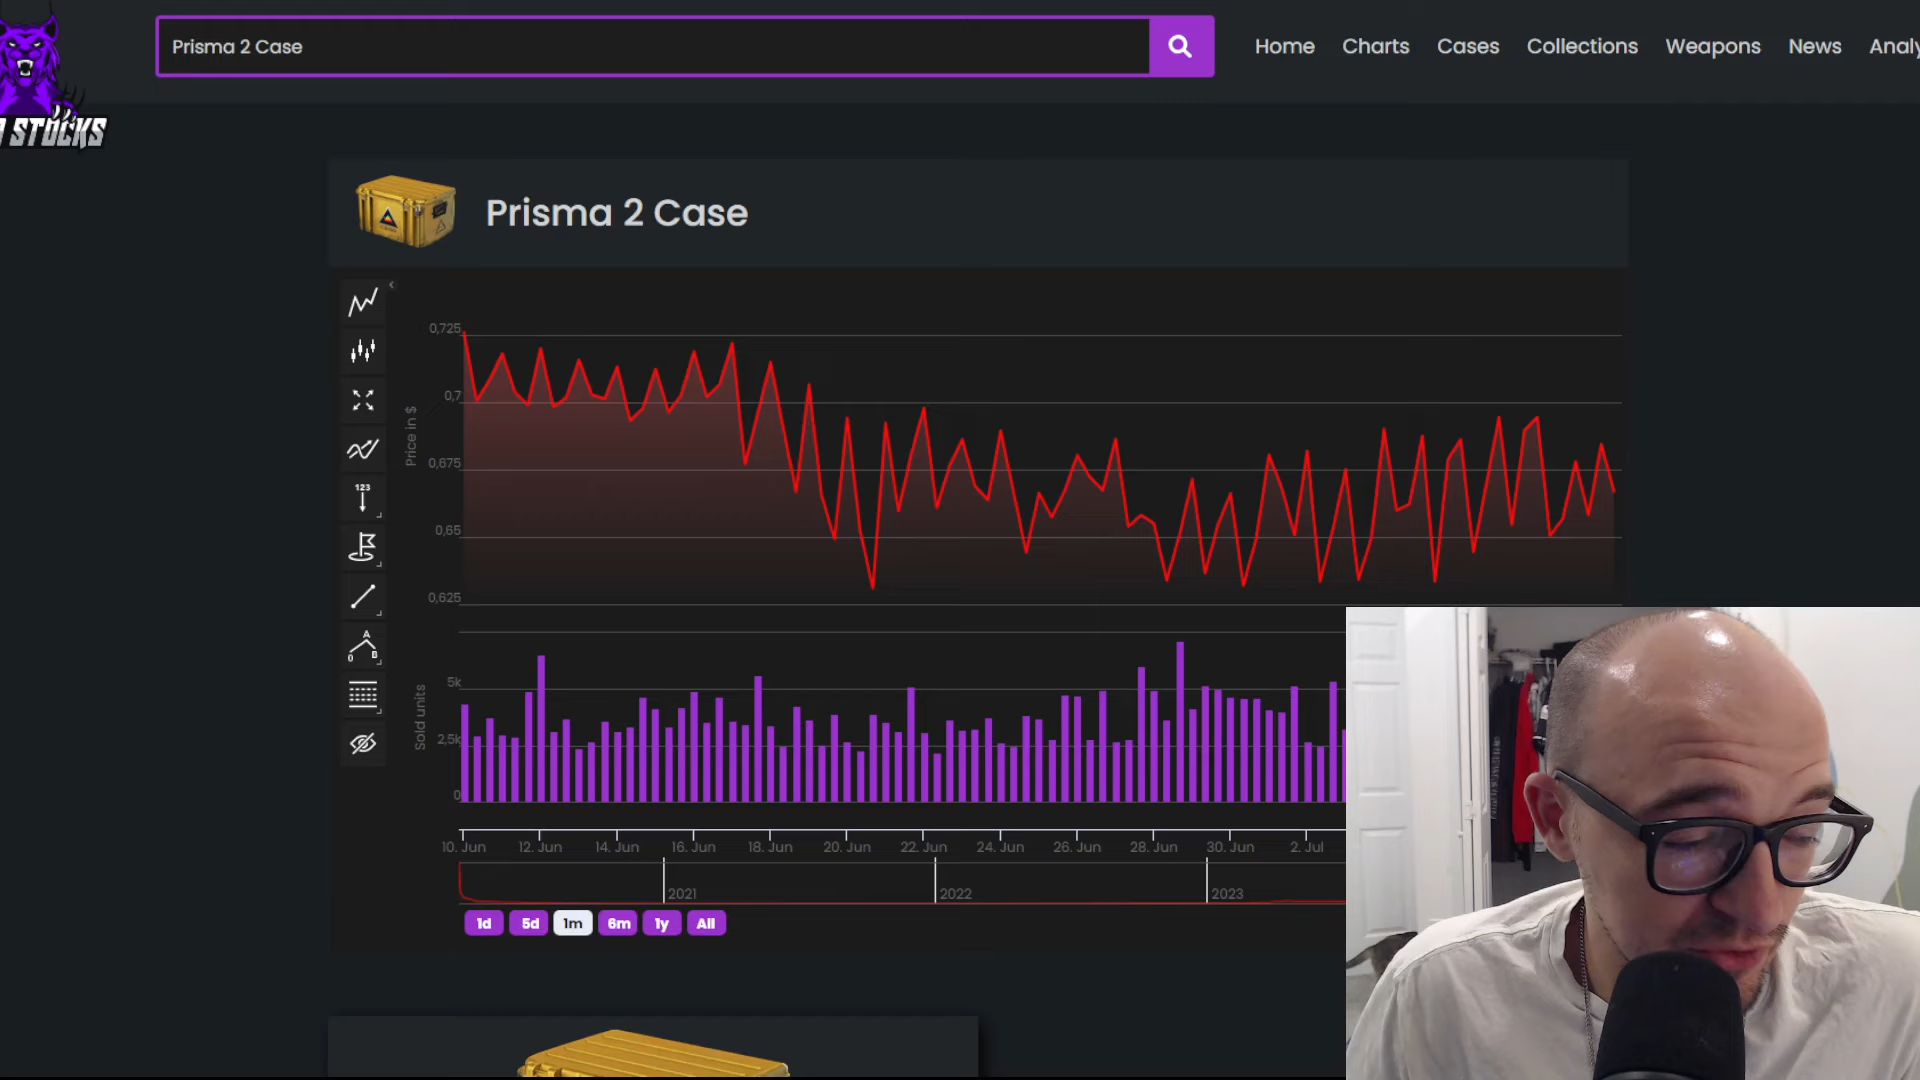 Prisma 2 Case
Home
Charts
Cases
Collections
Weapons
News
Analy
STOCKS
Prisma 2 Case
0,725
0,7
0,675
0,65
0,625
Price in $
123
A
0
B
5k
2,5k
0
Sold units
10. Jun
12. Jun
14. Jun
16. Jun
18. Jun
20. Jun
22. Jun
24. Jun
26. Jun
28. Jun
30. Jun
2. Jul
2021
2022
2023
1d
5d
1m
6m
1y
All